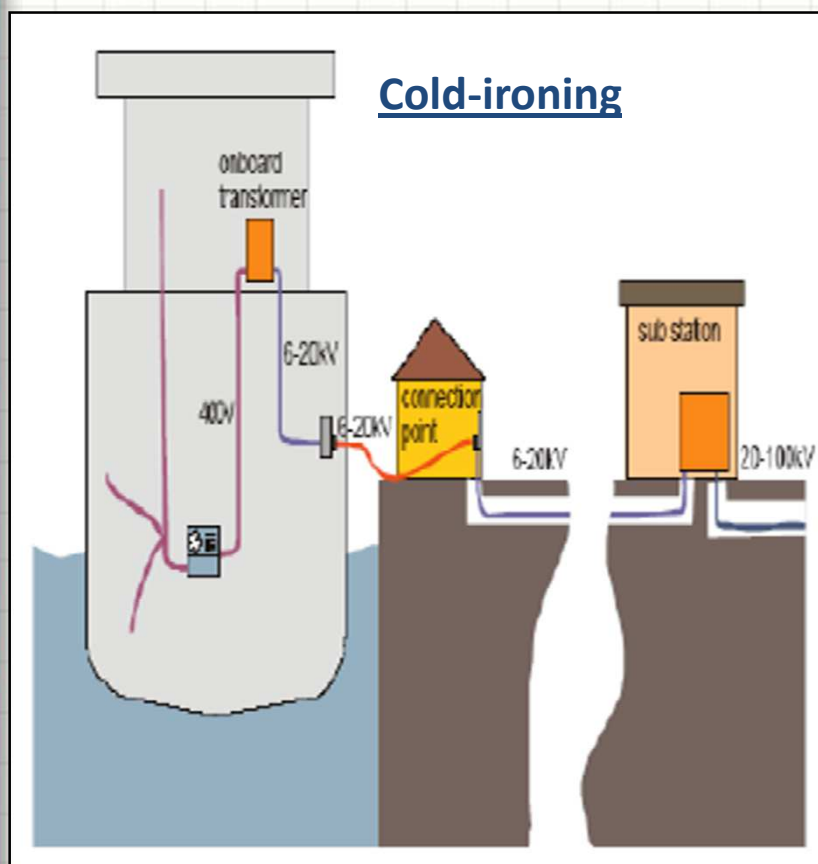 Cold-ironing
onboard
transformer
6-20kV
400V
6-20kV
connection
point
6-20kV
sub station
20-100kV